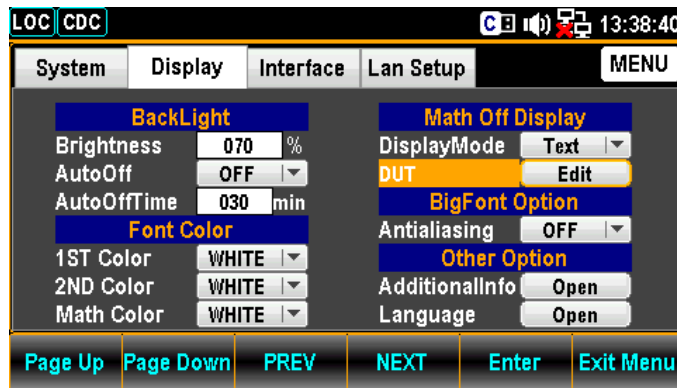 LOC CDC C 13:38:40
System Display Interface Lan Setup MENU
BackLight
Brightness 070 %
AutoOff OFF
AutoOffTime 030 min
Font Color
1ST Color WHITE
2ND Color WHITE
Math Color WHITE
Math Off Display
DisplayMode Text
DUT Edit
BigFont Option
Antialiasing OFF
Other Option
AdditionalInfo Open
Language Open
Page Up Page Down PREV NEXT Enter Exit Menu